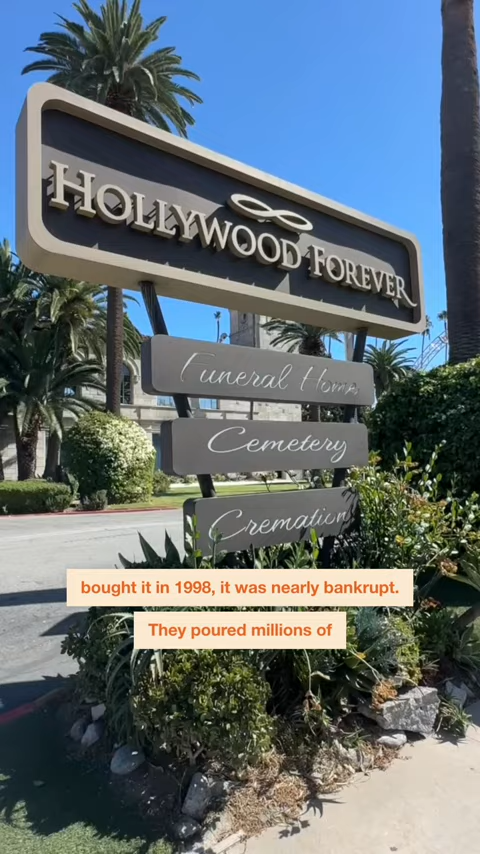 HOLLYWOOD FOREVER
Funeral Home
Cemetery
Cremation
bought it in 1998, it was nearly bankrupt.
They poured millions of